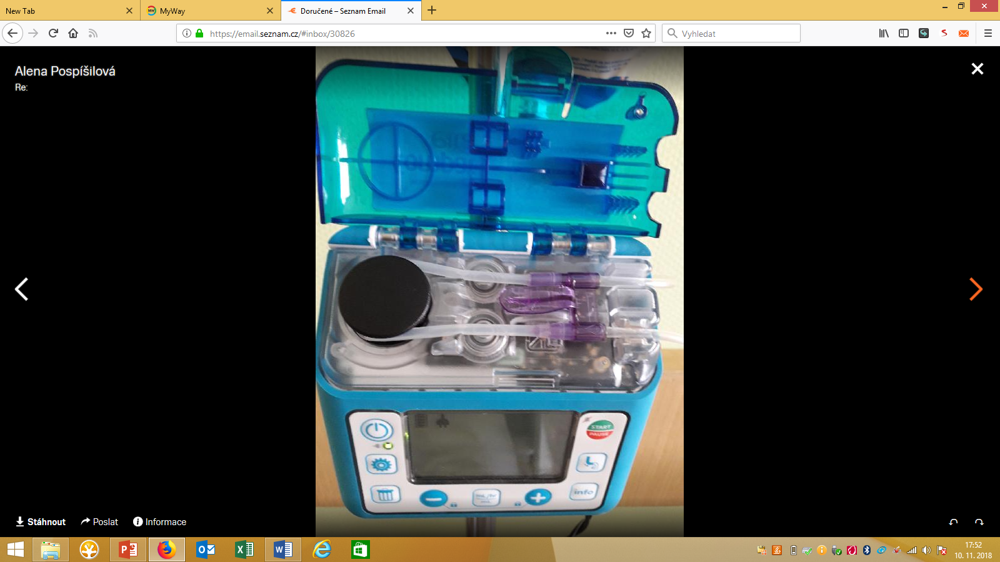 New Tab
MyWay
Doručené – Seznam Email
https://email.seznam.cz/#inbox/30826
Vyhledat
Alena Pospíšilová
Re:
START
PAUSE
info
Stáhnout
Poslat
Informace
17:52
10. 11. 2018